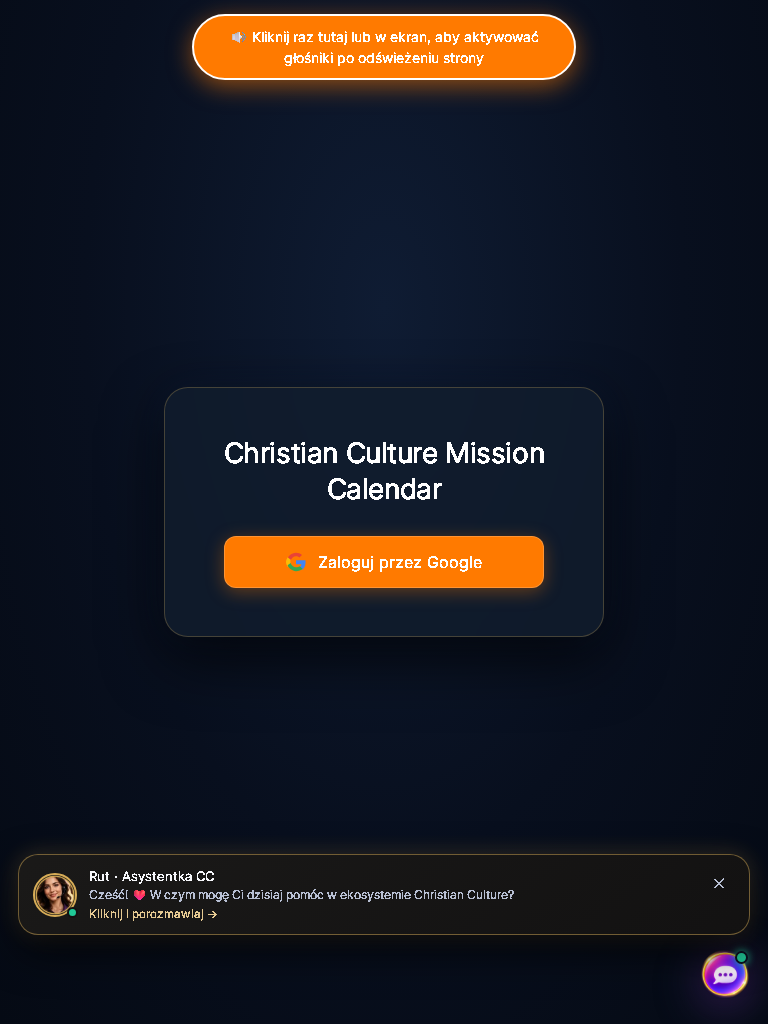 Kliknij raz tutaj lub w ekran, aby aktywować
głośniki po odświeżeniu strony
Christian Culture Mission
Calendar
Zaloguj przez Google
Rut · Asystentka CC
Cześć! W czym mogę Ci dzisiaj pomóc w ekosystemie Christian Culture?
Kliknij i porozmawiaj →